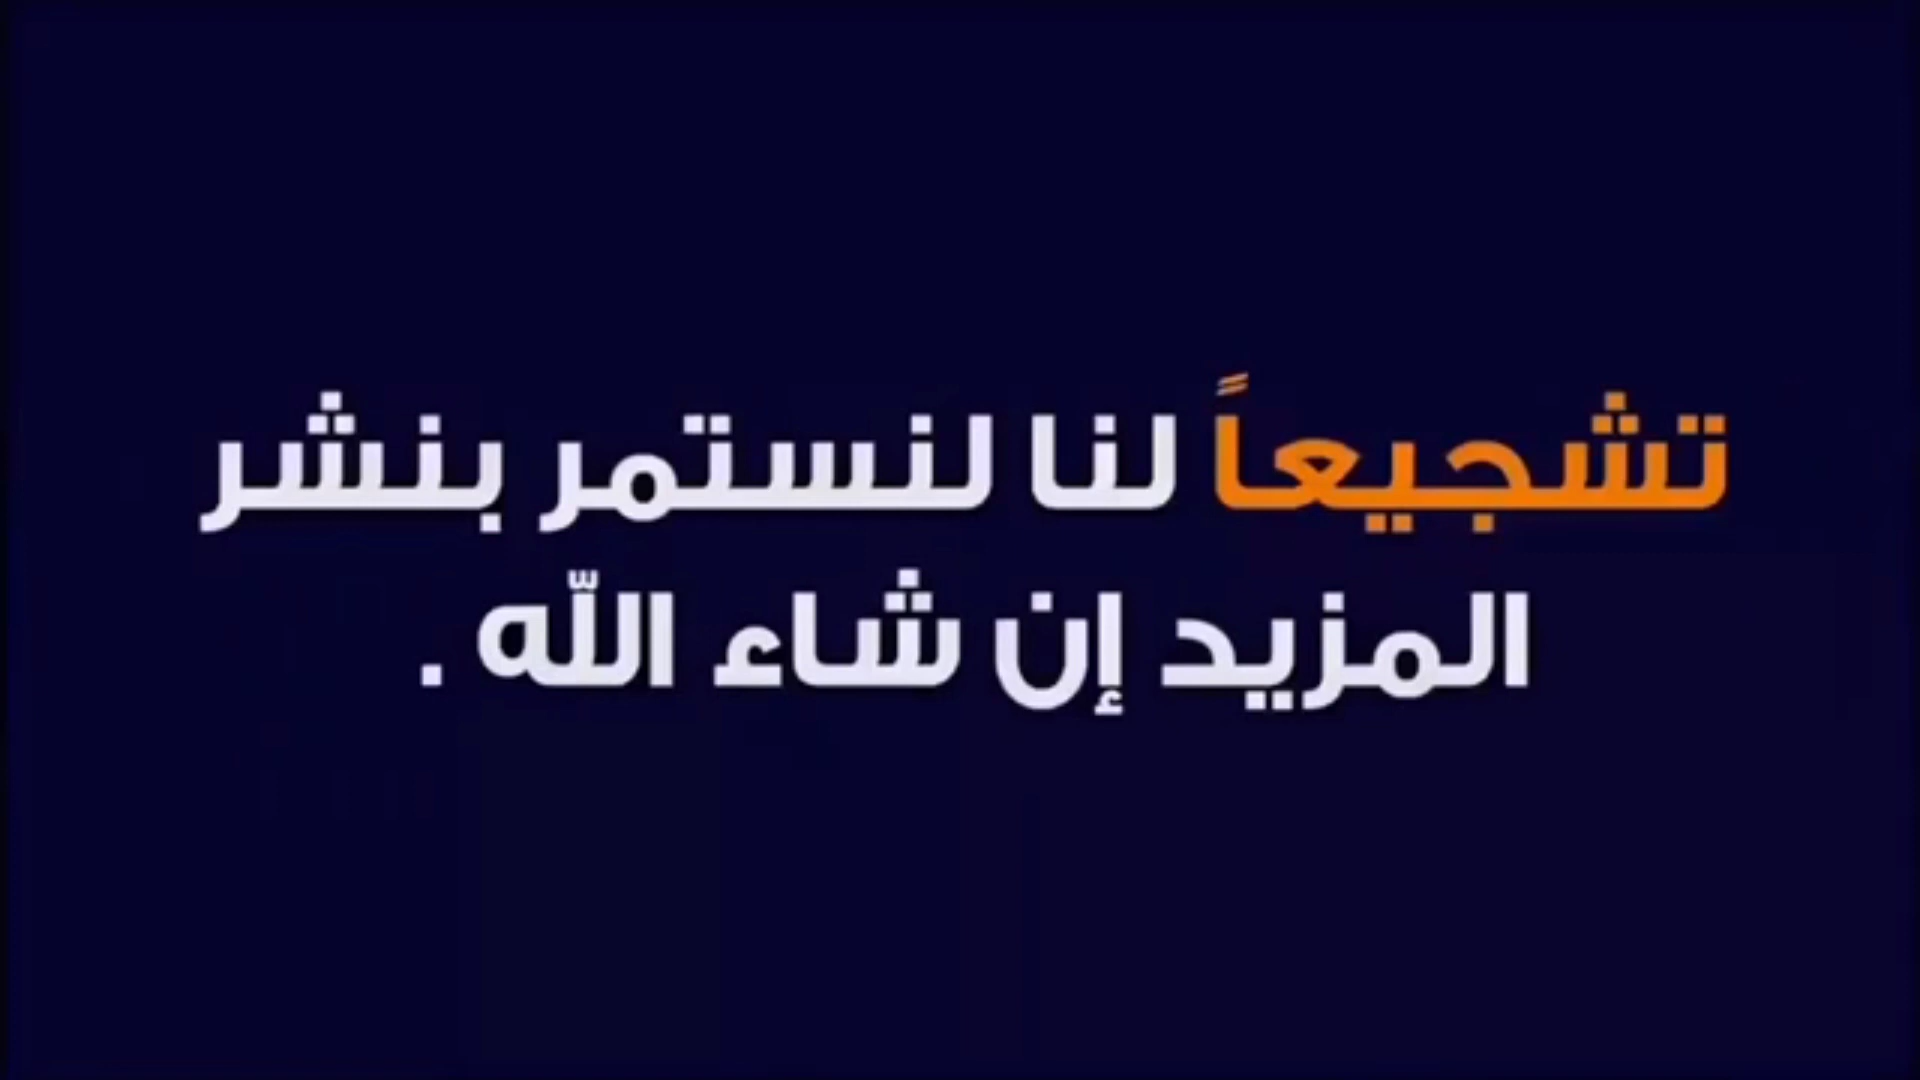 تشجيعاً لنا لنستمر بنشر
المزيد إن شاء اللّه .